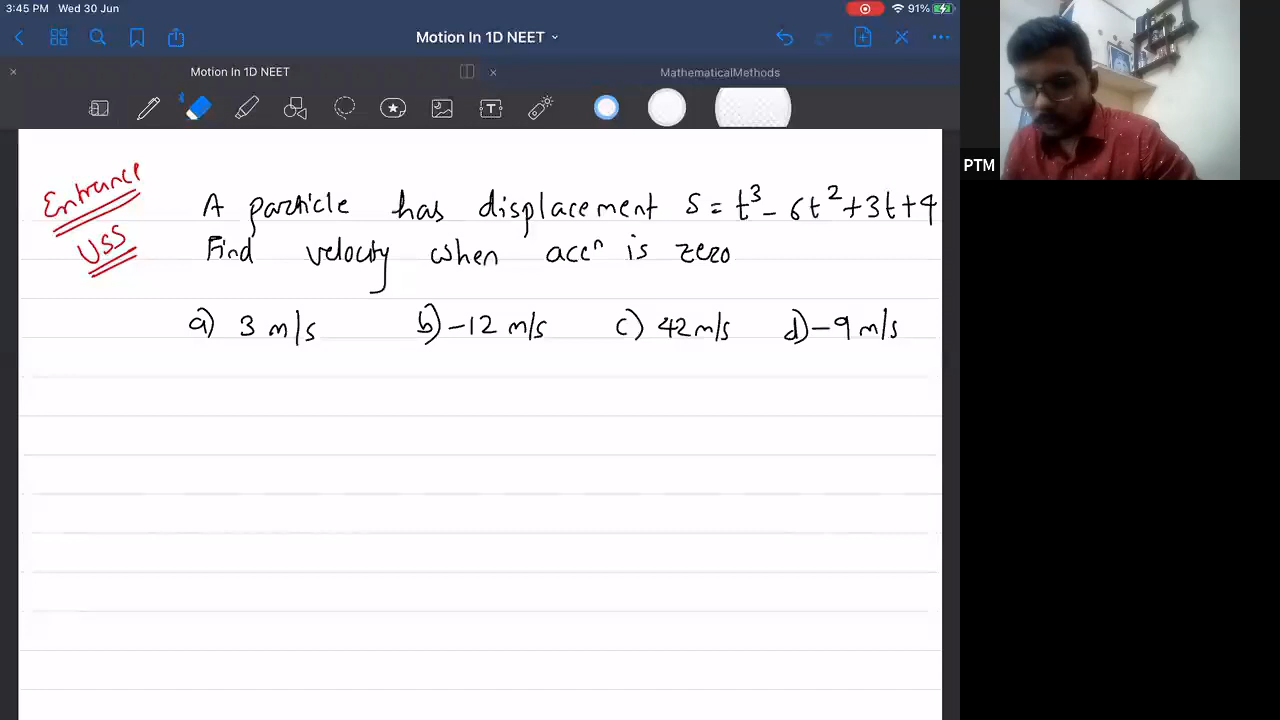 3:45 PM Wed 30 Jun
91%
Motion In 1D NEET
Motion In 1D NEET
MathematicalMethods
PTM
Entrance
USS
A particle has displacement S = t³ - 6t² + 3t + 4
Find velocity when accⁿ is zero
a) 3 m/s b) -12 m/s c) 42 m/s d) -9 m/s